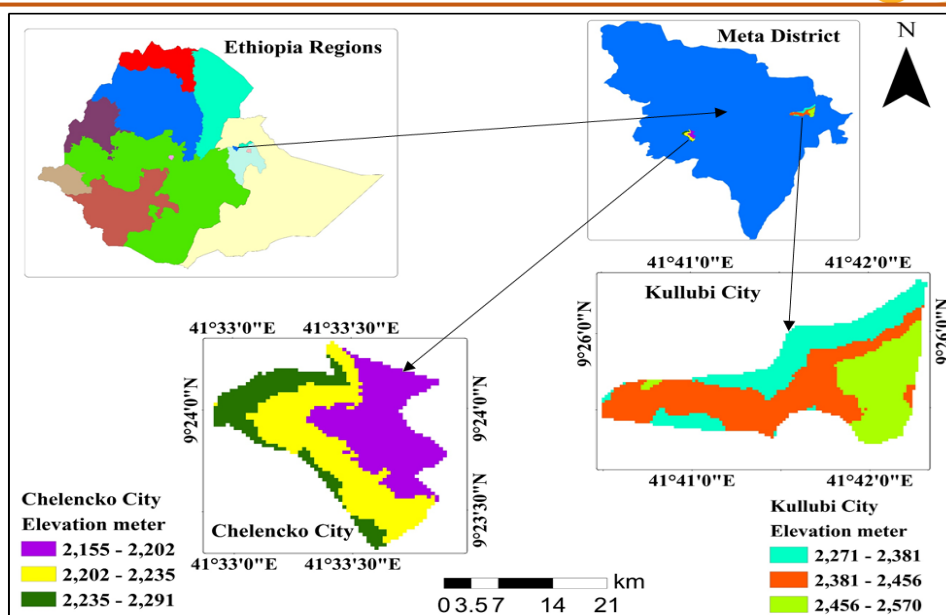 Ethiopia Regions
Meta District
N
41°41'0"E
41°42'0"E
Kullubi City
9°26'0"N
9°26'0"N
41°41'0"E
41°42'0"E
41°33'0"E
41°33'30"E
9°24'0"N
9°24'0"N
9°23'30"N
Chelencko City
41°33'0"E
41°33'30"E
Chelencko City
Elevation meter
2,155 - 2,202
2,202 - 2,235
2,235 - 2,291
km
0 3.5 7 14 21
Kullubi City
Elevation meter
2,271 - 2,381
2,381 - 2,456
2,456 - 2,570